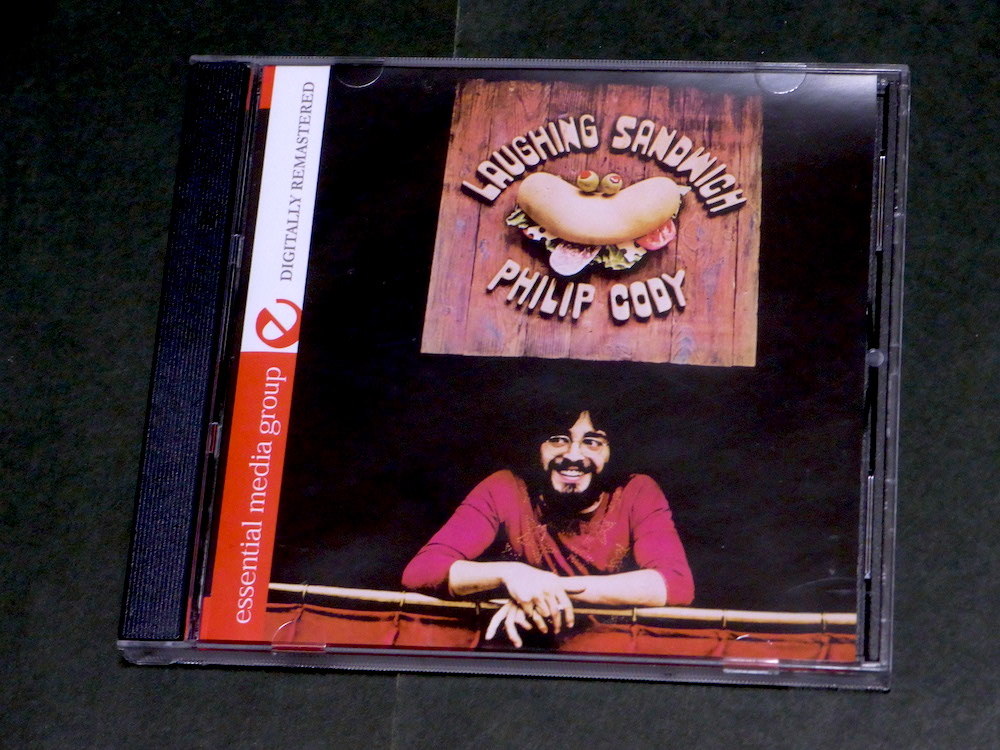 DIGITALLY REMASTERED
e
essential media group
LAUGHING SANDWICH
PHILIP CODY